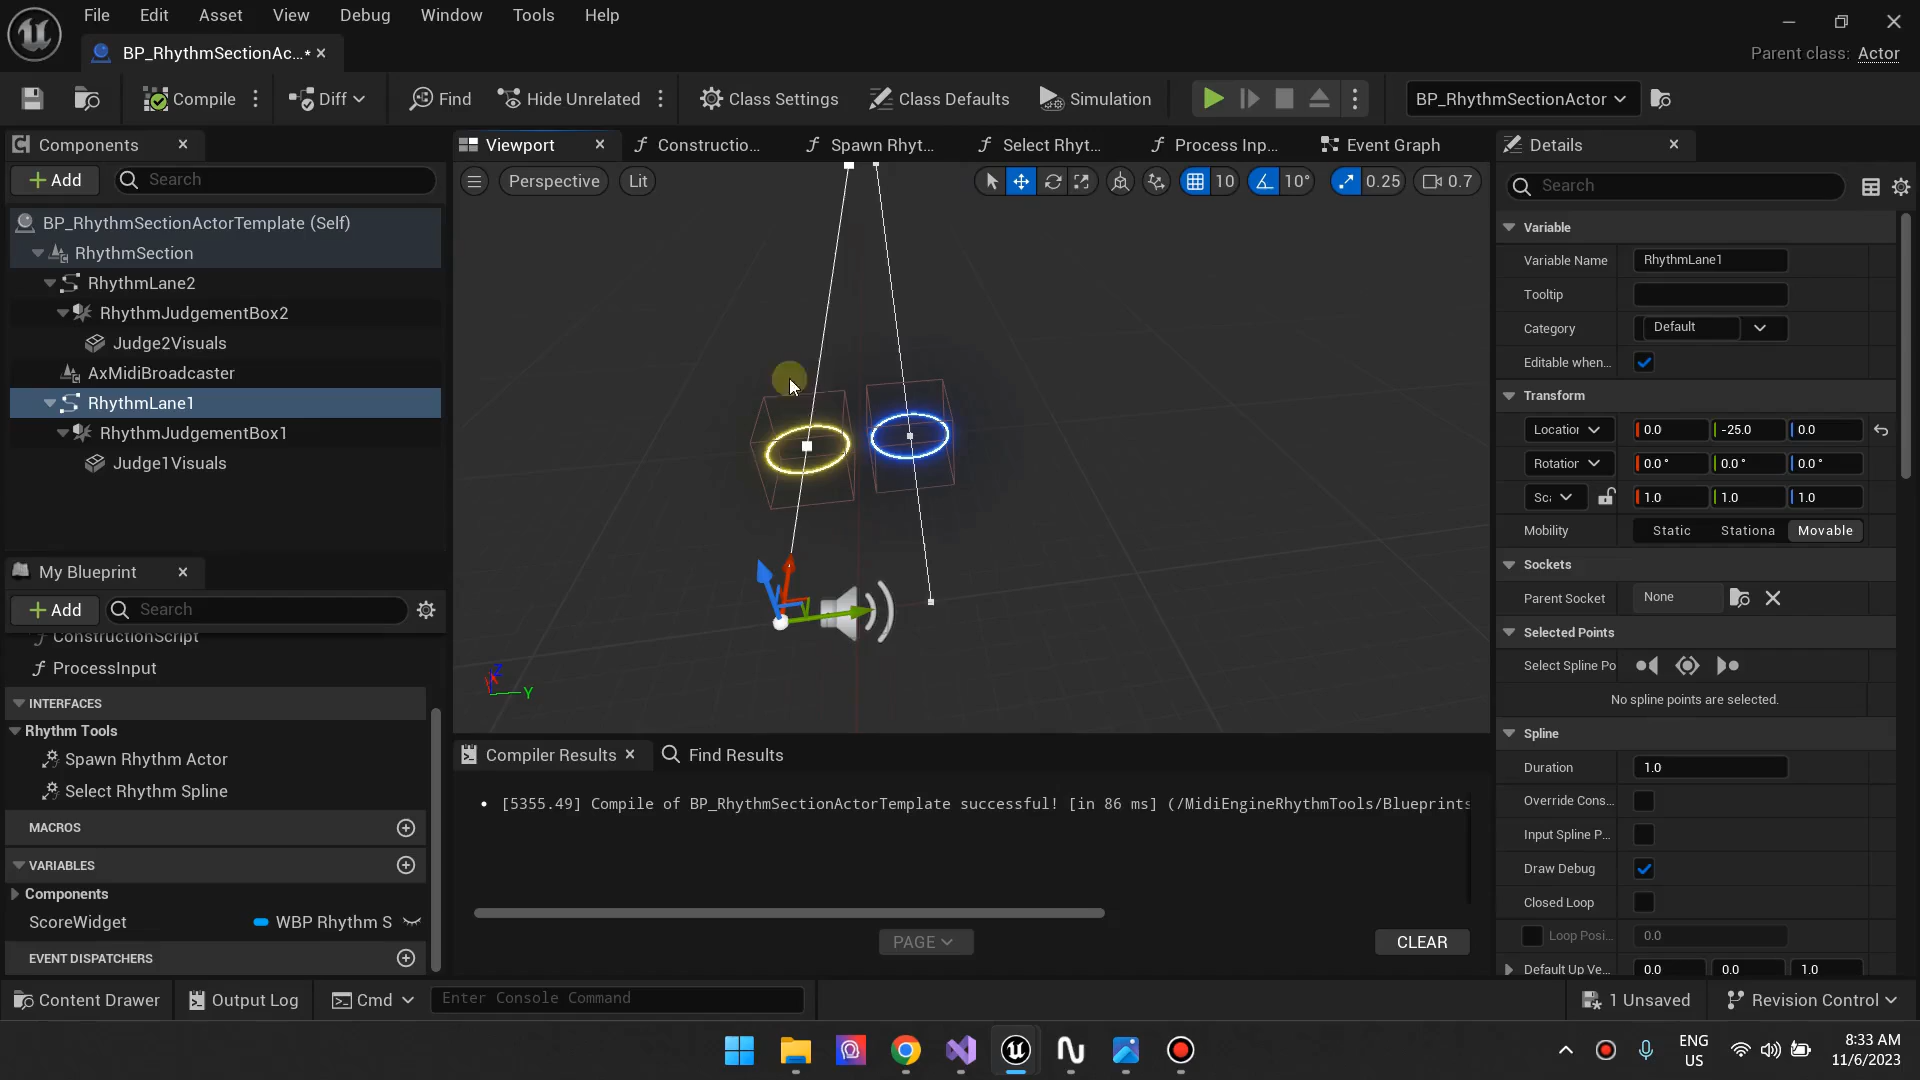 File Edit Asset View Debug Window Tools Help
BP_RhythmSectionAc...*
Parent class: Actor
Compile Diff Find Hide Unrelated Class Settings Class Defaults Simulation BP_RhythmSectionActor
Components
Add Search
BP_RhythmSectionActorTemplate (Self)
RhythmSection
RhythmLane2
RhythmJudgementBox2
Judge2Visuals
AxMidiBroadcaster
RhythmLane1
RhythmJudgementBox1
Judge1Visuals
My Blueprint
Add Search
ConstructionScript
ProcessInput
INTERFACES
Rhythm Tools
Spawn Rhythm Actor
Select Rhythm Spline
MACROS
VARIABLES
Components
ScoreWidget WBP Rhythm S
EVENT DISPATCHERS
Viewport Constructio... Spawn Rhyt... Select Rhyt... Process Inp... Event Graph
Perspective Lit 10 10° 0.25 0.7
Z
X
Y
Compiler Results Find Results
[5355.49] Compile of BP_RhythmSectionActorTemplate successful! [in 86 ms] (/MidiEngineRhythmTools/Blueprints
PAGE
CLEAR
Details
Search
Variable
Variable Name RhythmLane1
Tooltip
Category Default
Editable when...
Transform
Location 0.0 -25.0 0.0
Rotation 0.0 ° 0.0 ° 0.0 °
Sca 1.0 1.0 1.0
Mobility Static Stationa Movable
Sockets
Parent Socket None
Selected Points
Select Spline Po
No spline points are selected.
Spline
Duration 1.0
Override Cons...
Input Spline P...
Draw Debug
Closed Loop
Loop Posi... 0.0
Default Up Ve... 0.0 0.0 1.0
Content Drawer Output Log Cmd Enter Console Command 1 Unsaved Revision Control
ENG
US
8:33 AM
11/6/2023